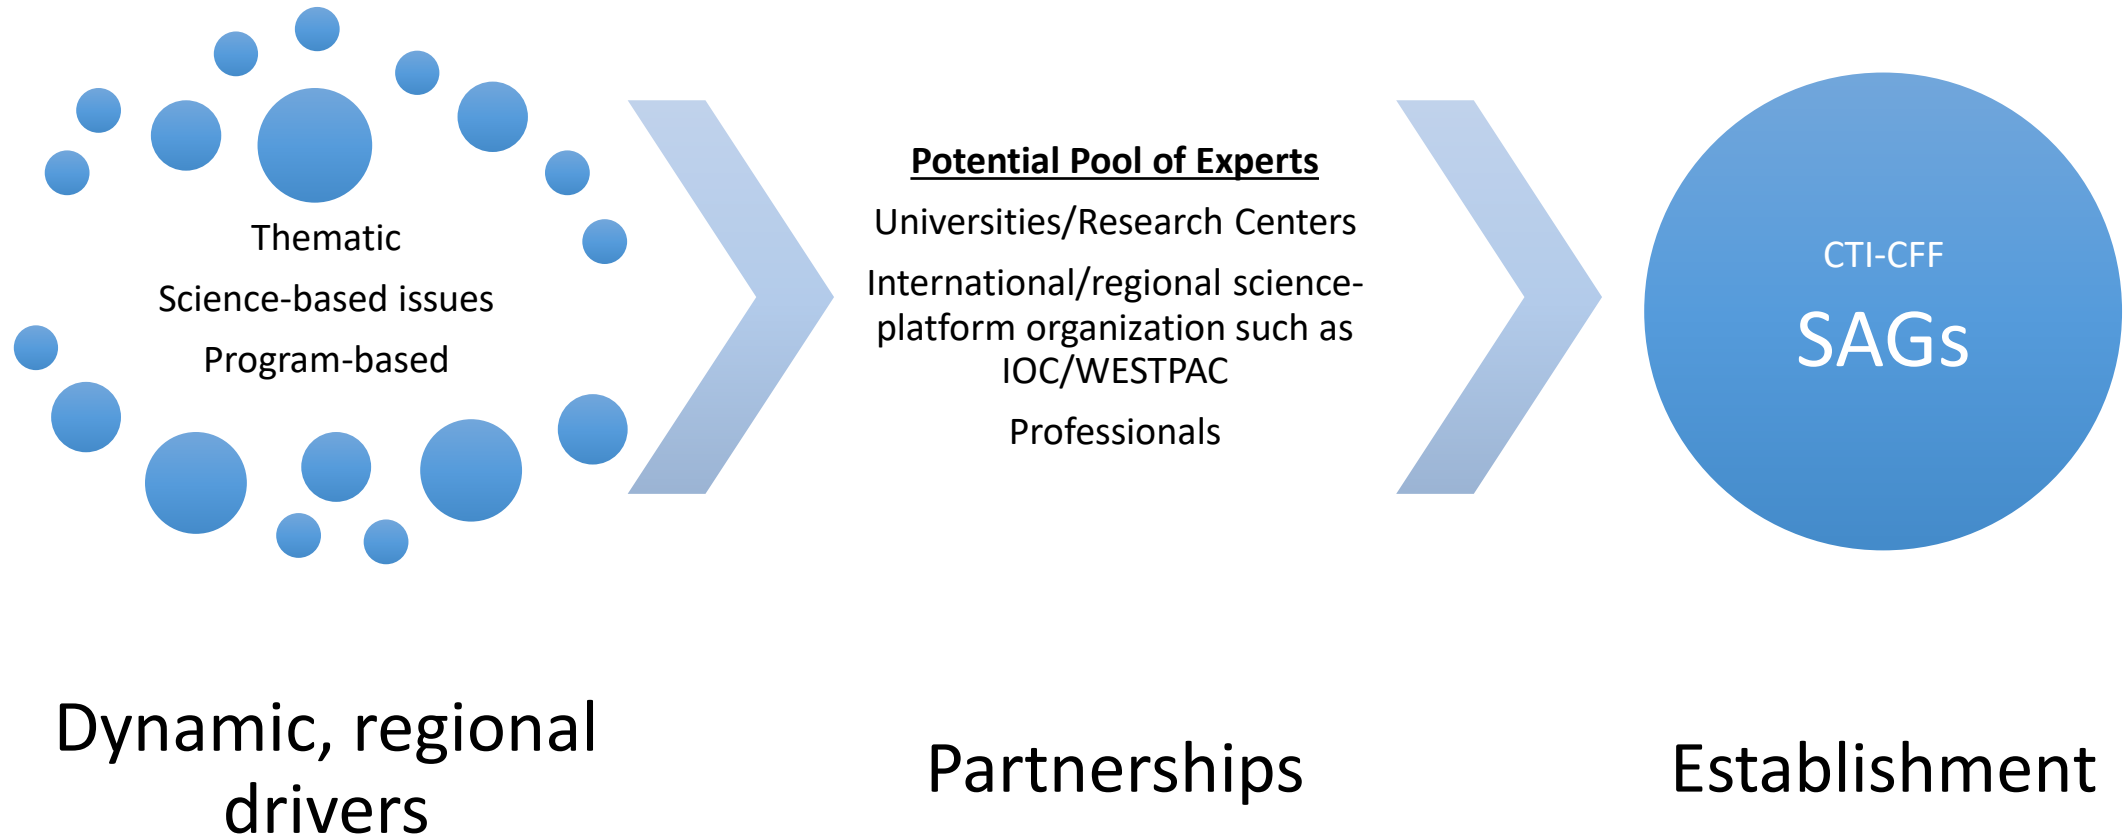 Thematic
Science-based issues
Program-based
Potential Pool of Experts
Universities/Research Centers
International/regional science-
platform organization such as
IOC/WESTPAC
Professionals
CTI-CFF
SAGs
Dynamic, regional
drivers
Partnerships
Establishment